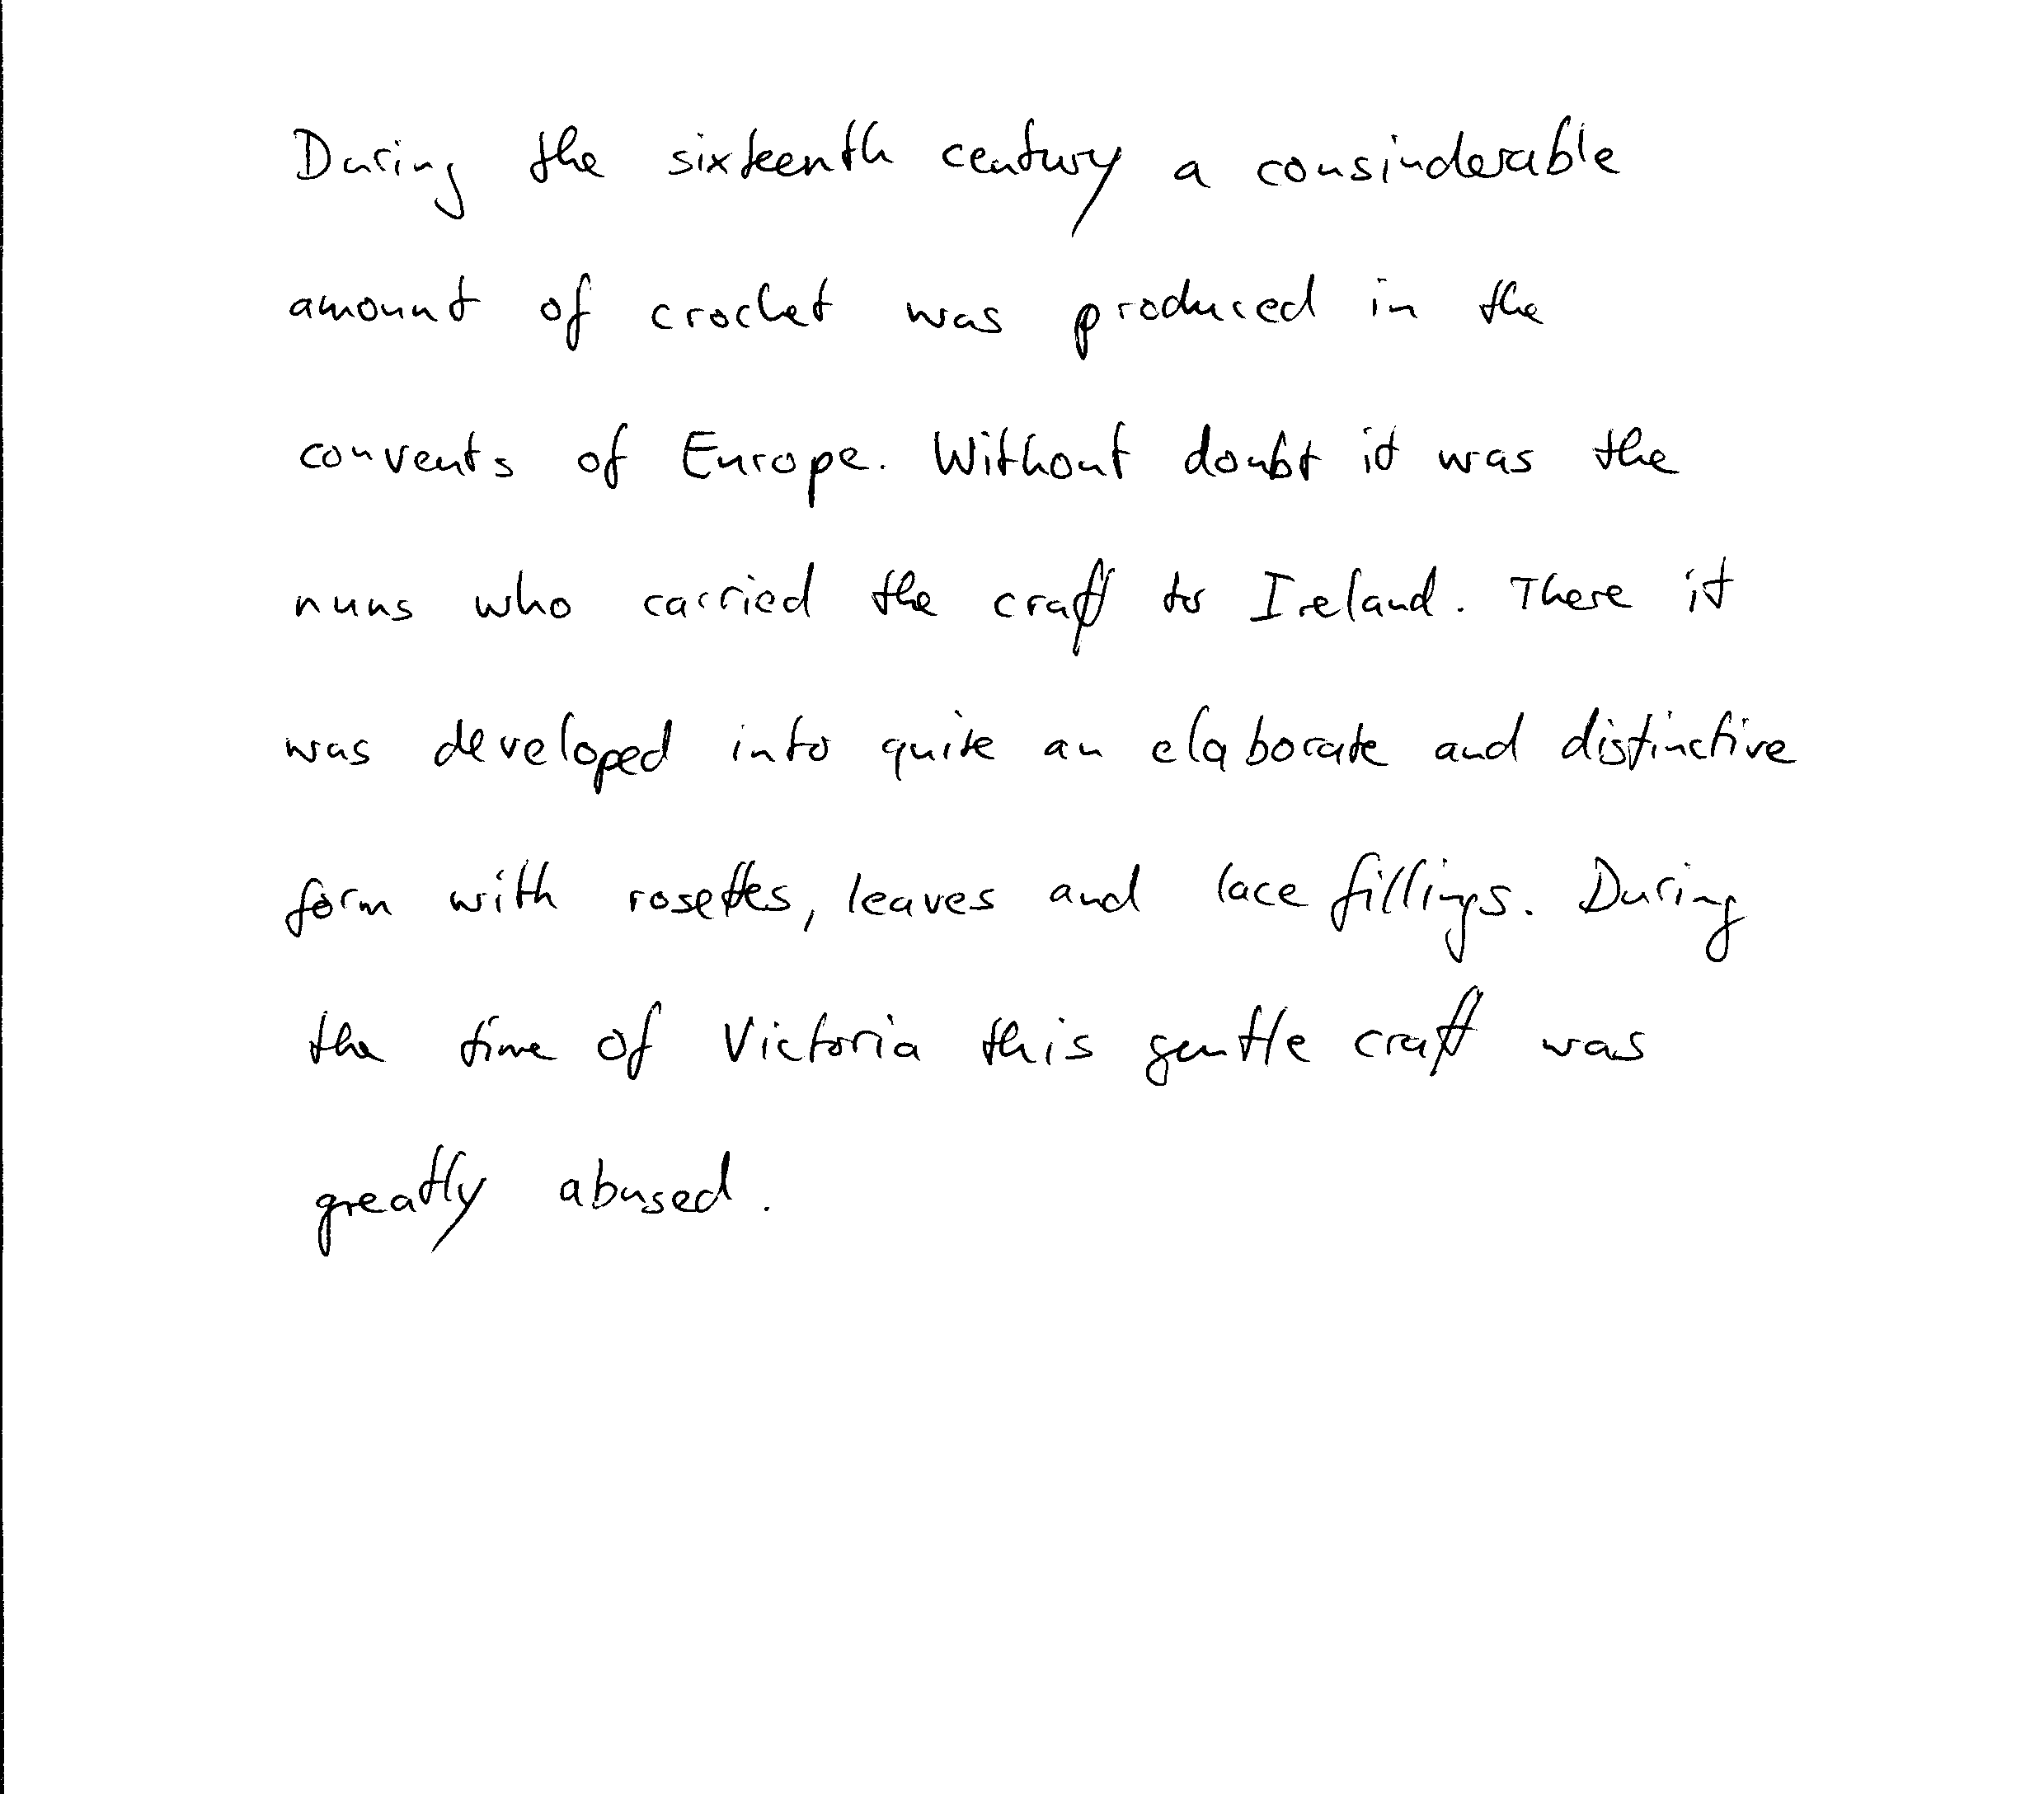 During the sixteenth century a consinderable
amount of crochet was produced in the
convents of Europe. Without doubt it was the
nuns who carried the craft to Ireland. There it
was developed into quite an elaborate and distinctive
form with rosettes, leaves and lace fillings. During
the time of Victoria this gentle craft was
greatly abused.